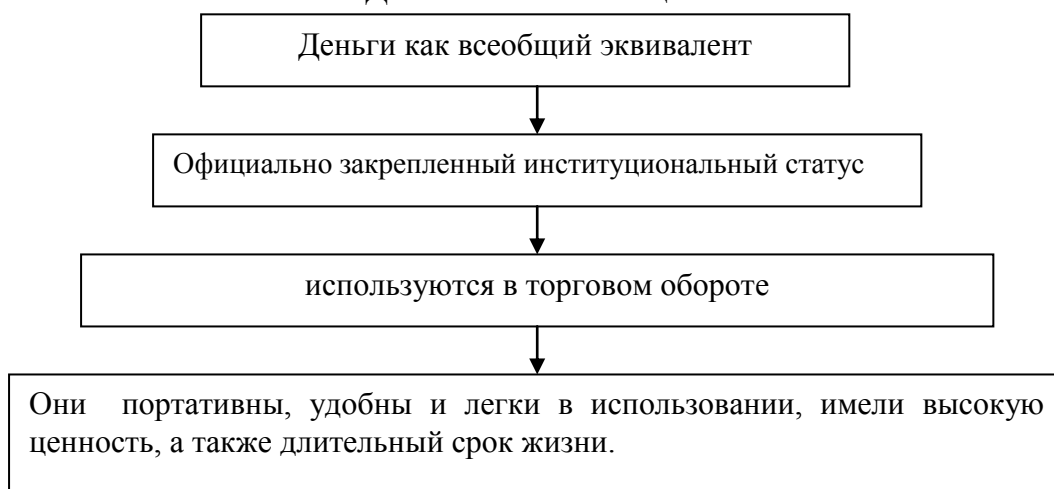 Деньги как всеобщий эквивалент
Официально закрепленный институциональный статус
используются в торговом обороте
Они портативны, удобны и легки в использовании, имели высокую
ценность, а также длительный срок жизни.